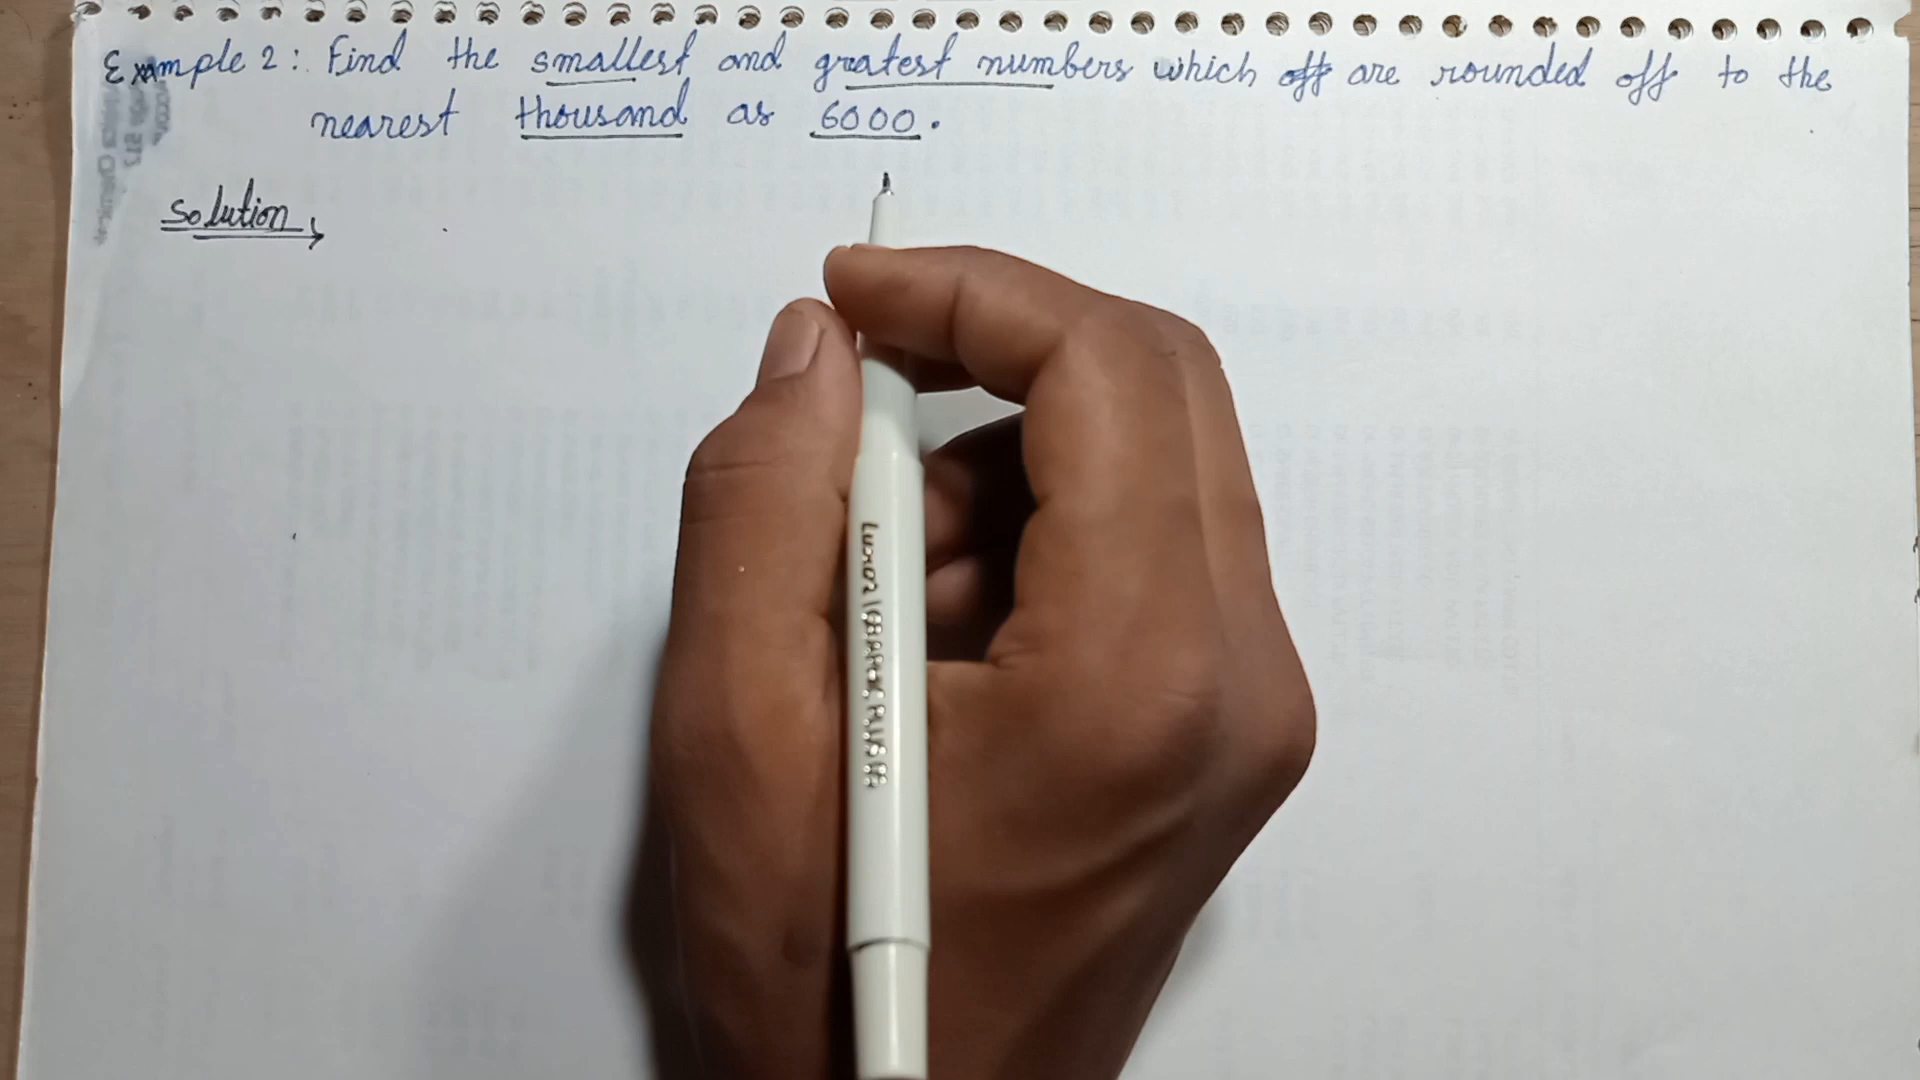 Example 2: Find the smallest and greatest numbers which off are rounded off to the
nearest thousand as 6000.
Solution
Luxor